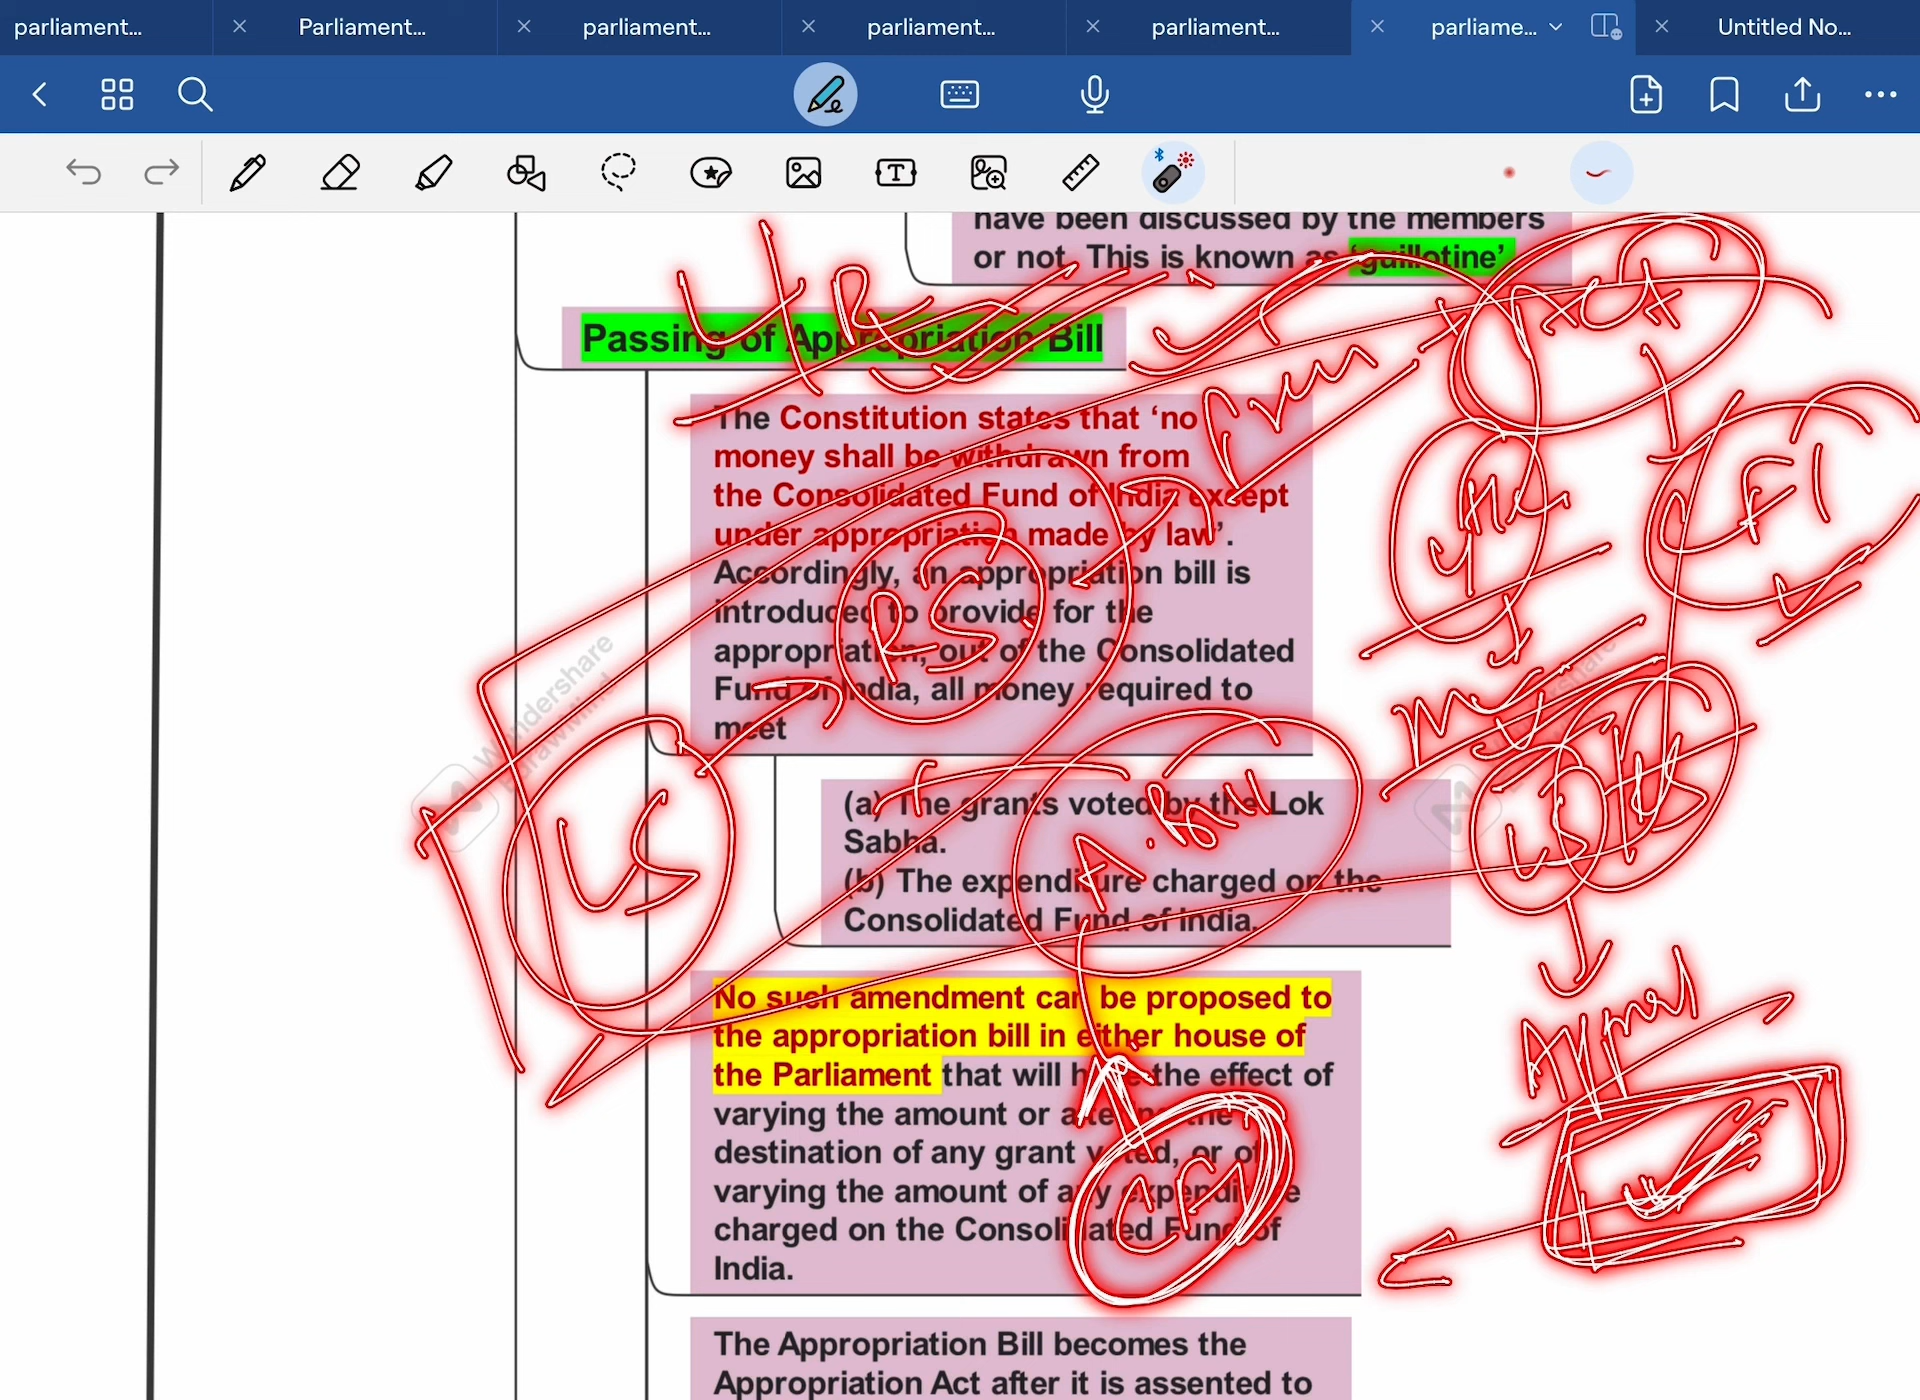 parliament...
Parliament...
parliament...
parliament...
parliament...
parliame...
Untitled No...
have been discussed by the members
or not. This is known as 'guillotine'
Passing of Appropriation Bill
The Constitution states that ‘no
money shall be withdrawn from
the Consolidated Fund of India except
under appropriation made by law’.
Accordingly, an appropriation bill is
introduced to provide for the
appropriation, out of the Consolidated
Fund of India, all money required to
meet
(a) The grants voted by the Lok
Sabha.
(b) The expenditure charged on the
Consolidated Fund of India.
No such amendment can be proposed to
the appropriation bill in either house of
the Parliament that will have the effect of
varying the amount or altering the
destination of any grant voted, or of
varying the amount of any expenditure
charged on the Consolidated Fund of
India.
The Appropriation Bill becomes the
Appropriation Act after it is assented to
Wondershare
EdrawMind
RS
LS
A. Bill
LS